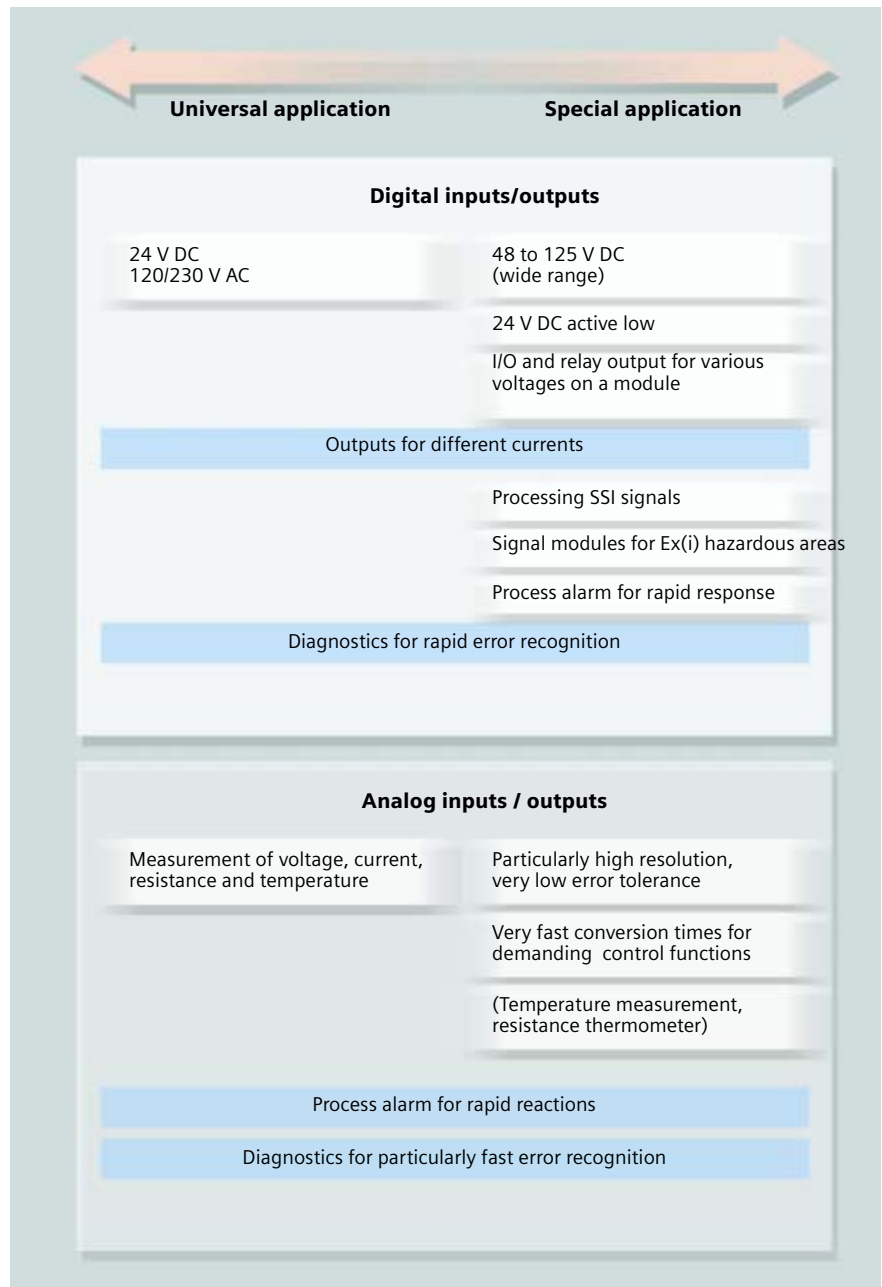 Universal application
Special application
Digital inputs/outputs
24 V DC
120/230 V AC
48 to 125 V DC
(wide range)
24 V DC active low
I/O and relay output for various
voltages on a module
Outputs for different currents
Processing SSI signals
Signal modules for Ex(i) hazardous areas
Process alarm for rapid response
Diagnostics for rapid error recognition
Analog inputs / outputs
Measurement of voltage, current,
resistance and temperature
Particularly high resolution,
very low error tolerance
Very fast conversion times for
demanding control functions
(Temperature measurement,
resistance thermometer)
Process alarm for rapid reactions
Diagnostics for particularly fast error recognition